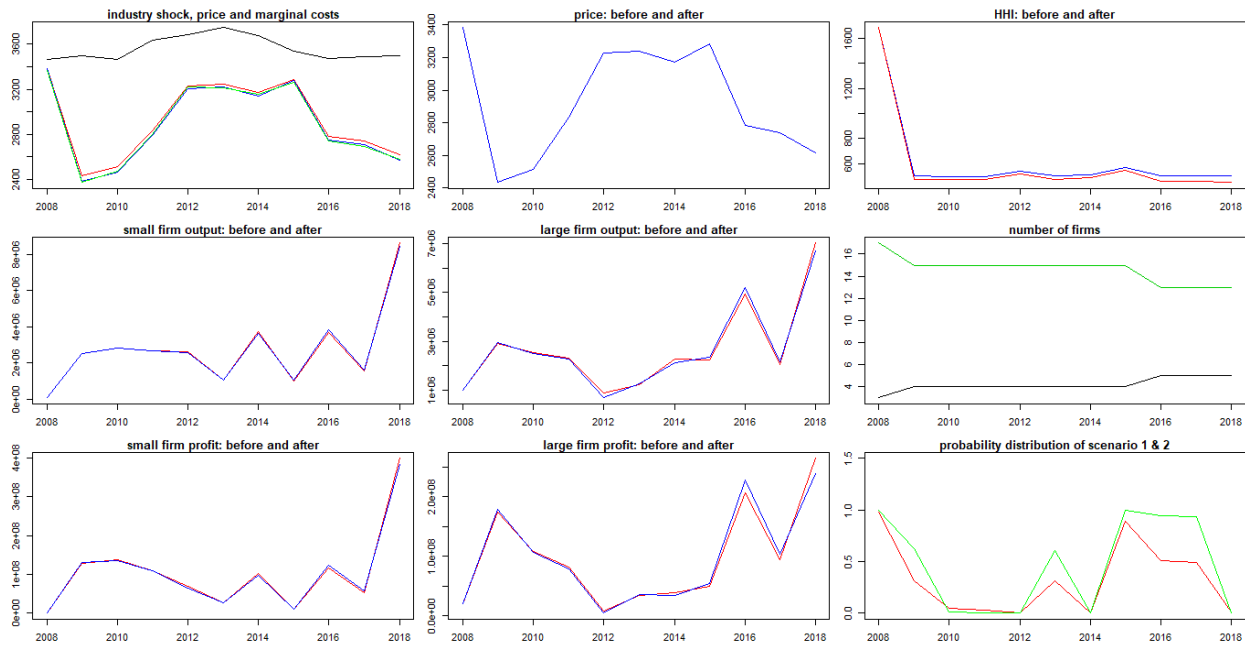 industry shock, price and marginal costs
3600
3200
2800
2400
2008 2010 2012 2014 2016 2018
price: before and after
3400
3200
3000
2800
2600
2400
2008 2010 2012 2014 2016 2018
HHI: before and after
1600
1200
600
2008 2010 2012 2014 2016 2018
small firm output: before and after
8e+06
6e+06
4e+06
2e+06
0e+00
2008 2010 2012 2014 2016 2018
large firm output: before and after
7e+06
5e+06
3e+06
1e+06
2008 2010 2012 2014 2016 2018
number of firms
16
14
12
10
8
6
4
2008 2010 2012 2014 2016 2018
small firm profit: before and after
4e+08
3e+08
2e+08
1e+08
0e+00
2008 2010 2012 2014 2016 2018
large firm profit: before and after
2.0e+08
1.0e+08
0.0e+00
2008 2010 2012 2014 2016 2018
probability distribution of scenario 1 & 2
1.5
1.0
0.5
0.0
2008 2010 2012 2014 2016 2018